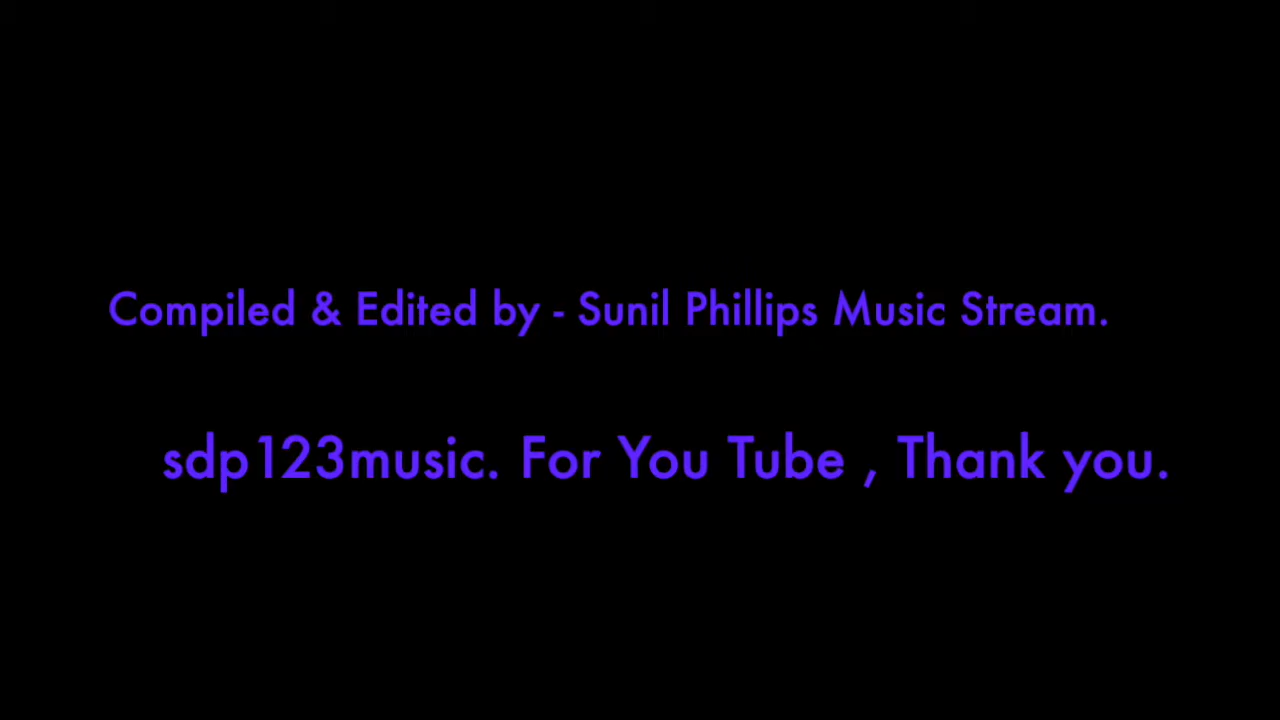 Compiled & Edited by - Sunil Phillips Music Stream.
sdp123music. For You Tube , Thank you.